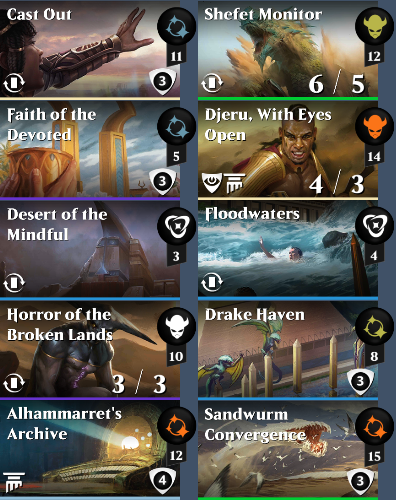 Cast Out
11
3
Shefet Monitor
12
6 / 5
Faith of the
Devoted
5
3
Djeru, With Eyes
Open
14
4 / 3
Desert of the
Mindful
3
Floodwaters
4
Horror of the
Broken Lands
10
3 / 3
Drake Haven
8
3
Alhammarret's
Archive
12
4
Sandwurm
Convergence
15
3